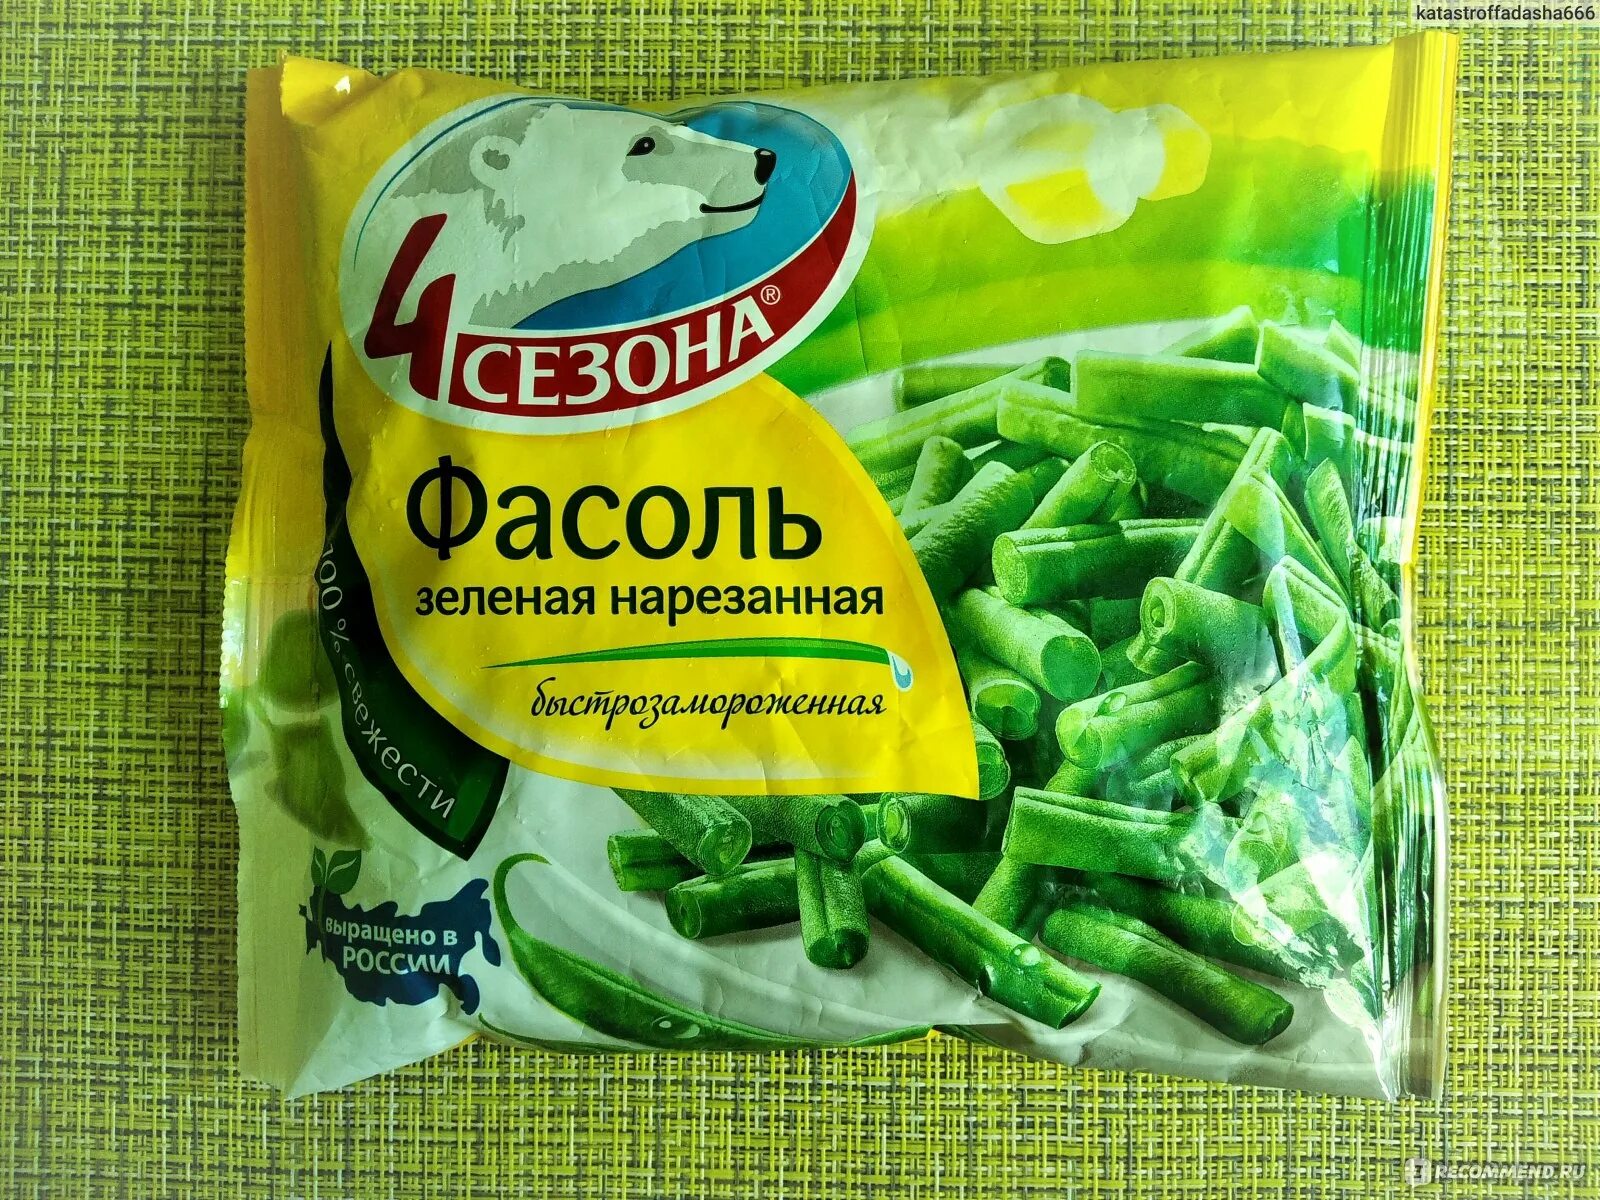 katastroffadasha666
4 СЕЗОНА®
Фасоль
зеленая нарезанная
быстрозамороженная
100 % свежести
выращено в
РОССИИ
RECOMMEND.RU